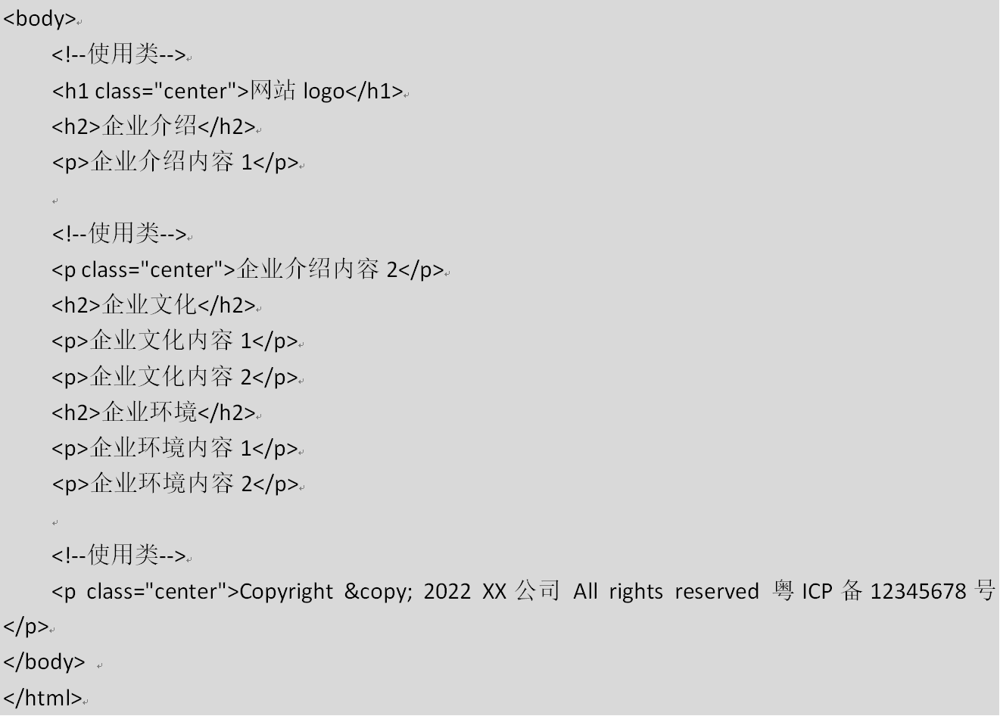 <body>
<!--使用类-->
<h1 class="center">网站 logo</h1>
<h2>企业介绍</h2>
<p>企业介绍内容 1</p>
<!--使用类-->
<p class="center">企业介绍内容 2</p>
<h2>企业文化</h2>
<p>企业文化内容 1</p>
<p>企业文化内容 2</p>
<h2>企业环境</h2>
<p>企业环境内容 1</p>
<p>企业环境内容 2</p>
<!--使用类-->
<p class="center">Copyright &copy; 2022 XX 公司 All rights reserved 粤 ICP 备 12345678 号
</p>
</body>
</html>